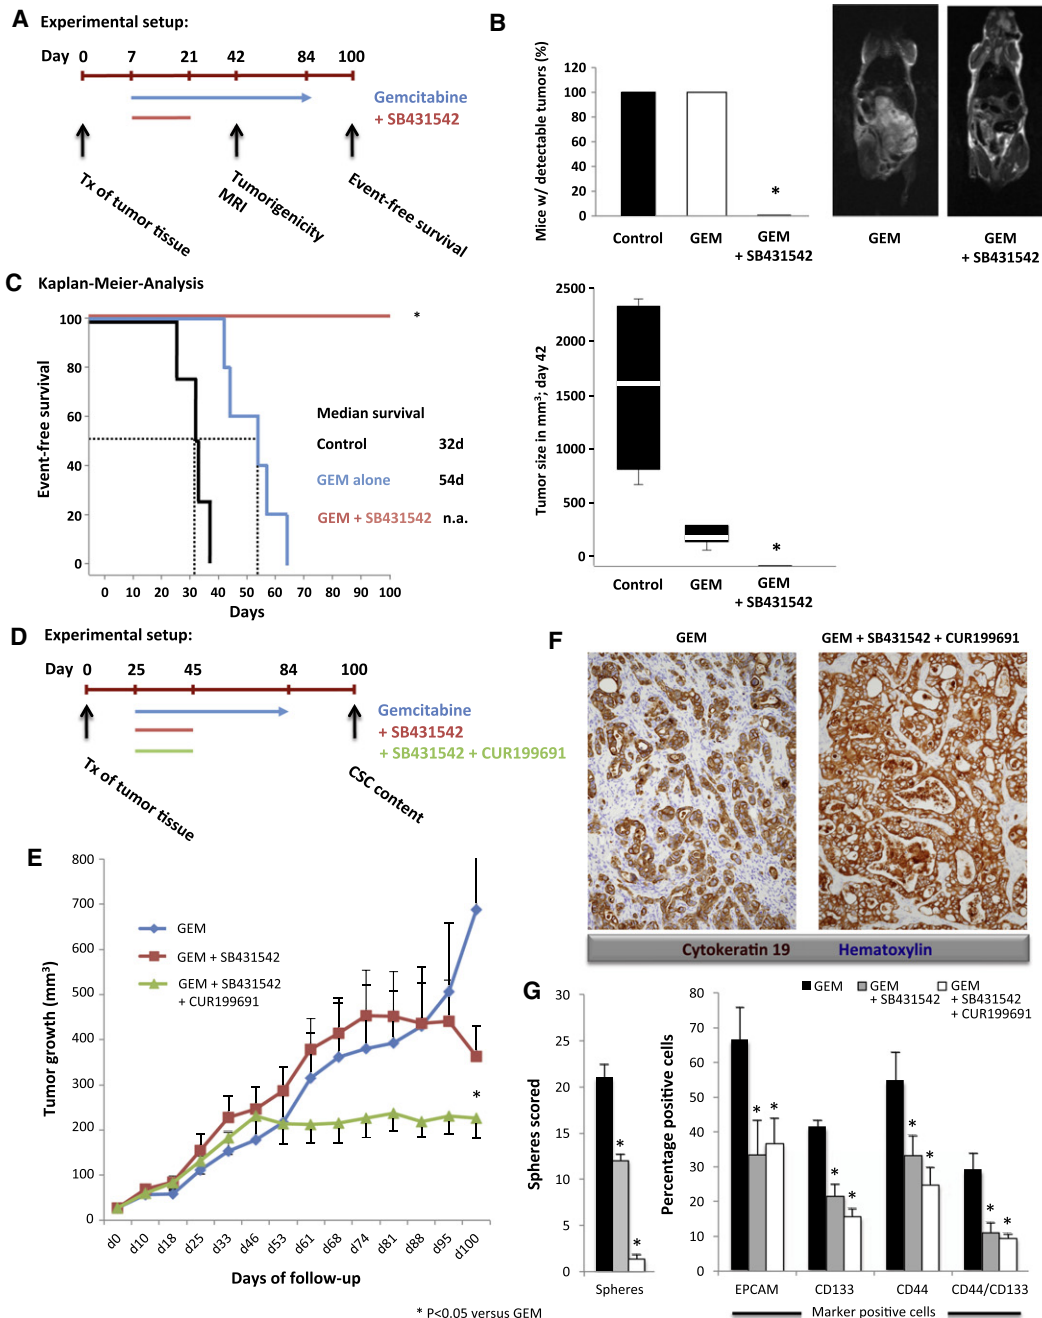 A
Experimental setup:
Day 0 7 21 42 84 100
Gemcitabine
+ SB431542
Tx of tumor tissue
Tumorigenicity
MRI
Event-free survival
B
Mice w/ detectable tumors (%)
120
100
80
60
40
20
0
*
Control
GEM
GEM
+ SB431542
GEM
GEM
+ SB431542
C
Kaplan-Meier-Analysis
Event-free survival
100
80
60
40
20
0
*
Median survival
Control 32d
GEM alone 54d
GEM + SB431542 n.a.
0 10 20 30 40 50 60 70 80 90 100
Days
Tumor size in mm³; day 42
2500
2000
1500
1000
500
0
*
Control
GEM
GEM
+ SB431542
D
Experimental setup:
Day 0 25 45 84 100
Gemcitabine
+ SB431542
+ SB431542 + CUR199691
Tx of tumor tissue
CSC content
E
Tumor growth (mm³)
800
700
600
500
400
300
200
100
0
GEM
GEM + SB431542
GEM + SB431542
+ CUR199691
*
d0 d10 d18 d25 d33 d46 d53 d61 d68 d74 d81 d88 d95 d100
Days of follow-up
* P<0.05 versus GEM
F
GEM
GEM + SB431542 + CUR199691
Cytokeratin 19 Hematoxylin
G
Spheres scored
30
25
20
15
10
5
0
*
*
Spheres
Percentage positive cells
80
70
60
50
40
30
20
10
0
GEM
GEM
+ SB431542
GEM
+ SB431542
+ CUR199691
* *
* *
* *
* *
EPCAM CD133 CD44 CD44/CD133
Marker positive cells